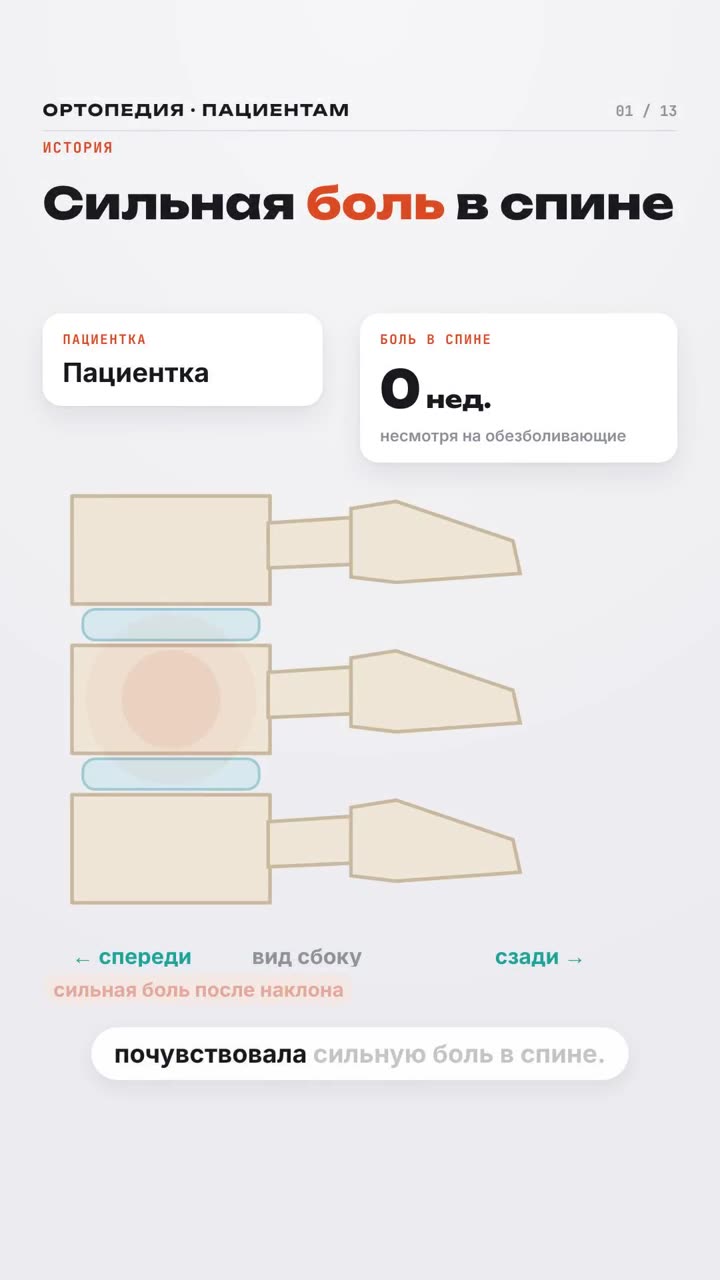 ОРТОПЕДИЯ · ПАЦИЕНТАМ
01 / 13
ИСТОРИЯ
Сильная боль в спине
ПАЦИЕНТКА
Пациентка
БОЛЬ В СПИНЕ
0 нед.
несмотря на обезболивающие
← спереди
вид сбоку
сзади →
сильная боль после наклона
почувствовала сильную боль в спине.